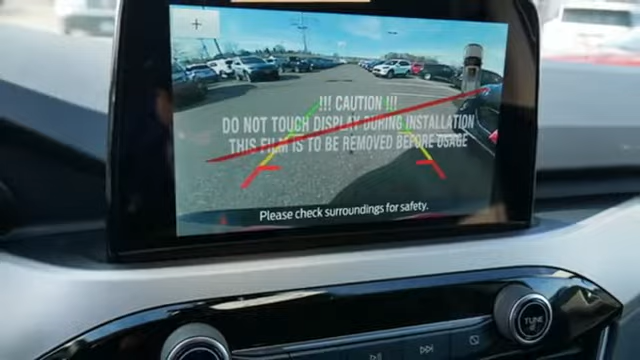 +
!!! CAUTION !!!
DO NOT TOUCH DISPLAY DURING INSTALLATION
THIS FILM IS TO BE REMOVED BEFORE USAGE
Please check surroundings for safety.
TUNE